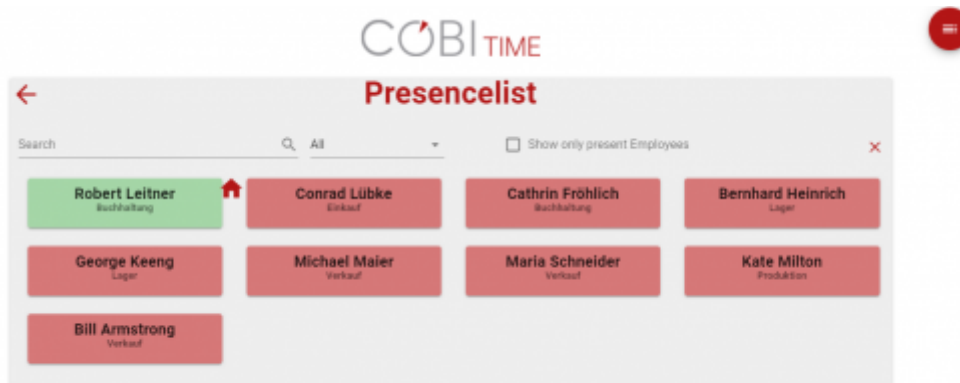 COBI TIME
Presencelist
Search All Show only present Employees
Robert Leitner Conrad Lübke Cathrin Fröhlich Bernhard Heinrich
Buchhaltung Einkauf Buchhaltung Lager
George Keeng Michael Maier Maria Schneider Kate Milton
Lager Verkauf Verkauf Produktion
Bill Armstrong
Verkauf